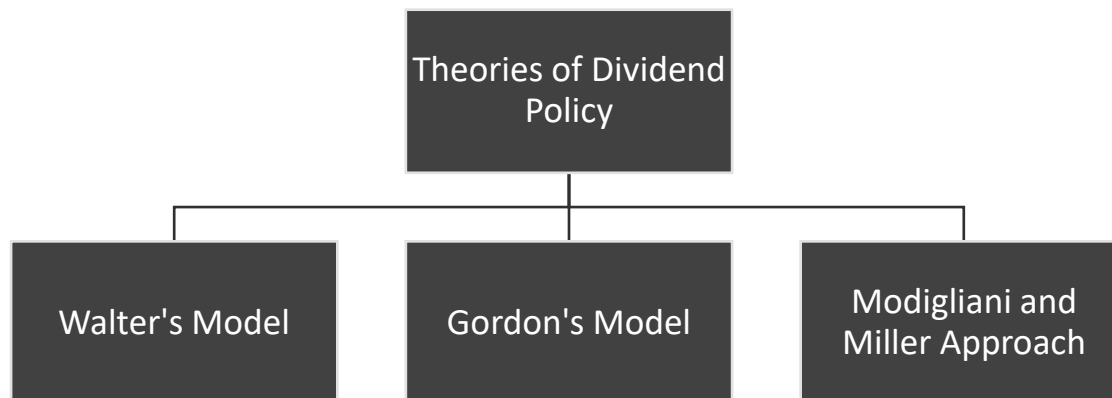 Theories of Dividend
Policy
Walter's Model
Gordon's Model
Modigliani and
Miller Approach